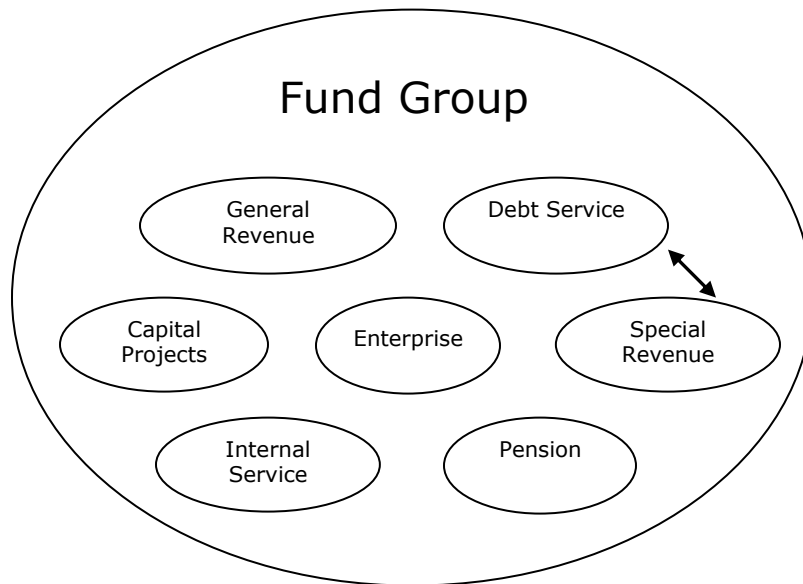 Fund Group
General
Revenue
Debt Service
Capital
Projects
Enterprise
Special
Revenue
Internal
Service
Pension